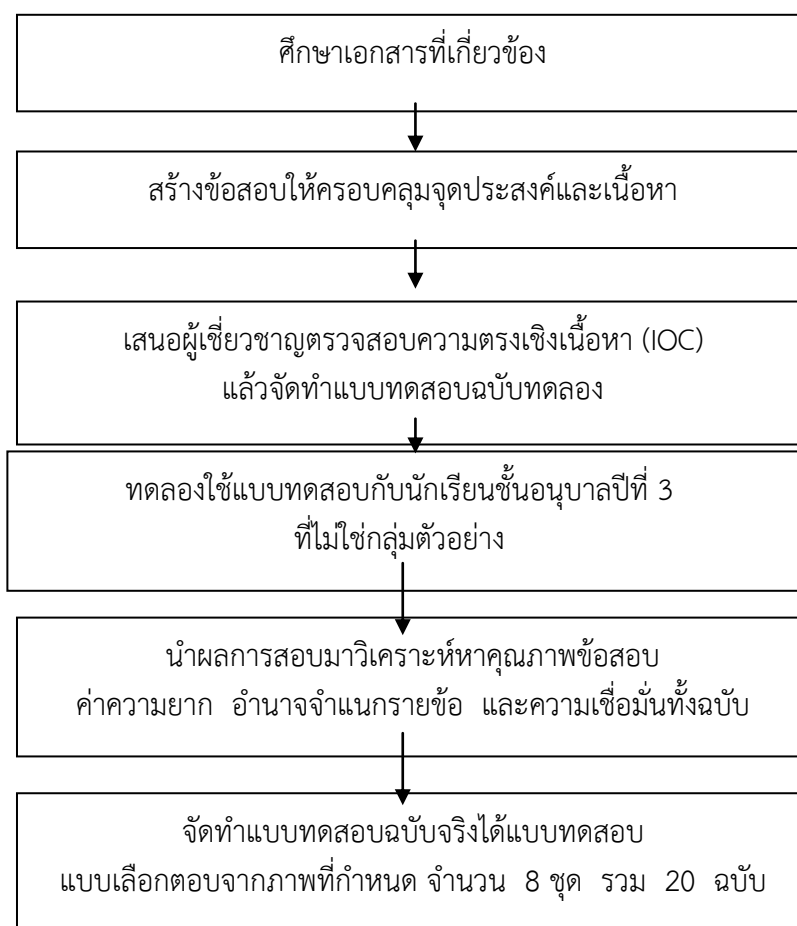 ศึกษาเอกสารที่เกี่ยวข้อง
สร้างข้อสอบให้ครอบคลุมจุดประสงค์และเนื้อหา
เสนอผู้เชี่ยวชาญตรวจสอบความตรงเชิงเนื้อหา (IOC)
แล้วจัดทำแบบทดสอบฉบับทดลอง
ทดลองใช้แบบทดสอบกับนักเรียนชั้นอนุบาลปีที่ 3
ที่ไม่ใช่กลุ่มตัวอย่าง
นำผลการสอบมาวิเคราะห์หาคุณภาพข้อสอบ
ค่าความยาก อำนาจจำแนกรายข้อ และความเชื่อมั่นทั้งฉบับ
จัดทำแบบทดสอบฉบับจริงได้แบบทดสอบ
แบบเลือกตอบจากภาพที่กำหนด จำนวน 8 ชุด รวม 20 ฉบับ